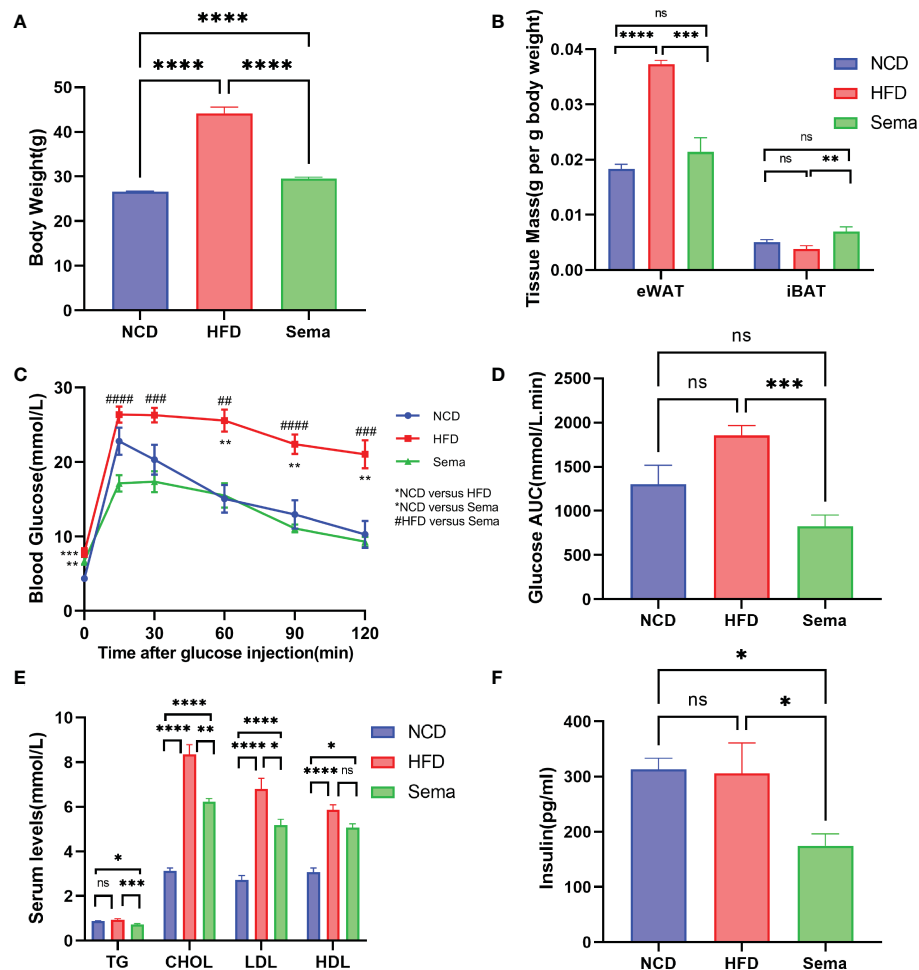 A
****
****
****
Body Weight(g)
50
40
30
20
10
0
NCD
HFD
Sema
B
ns
****
***
ns
ns
**
Tissue Mass(g per g body weight)
0.04
0.03
0.02
0.01
0.00
eWAT
iBAT
NCD
HFD
Sema
C
Blood Glucose(mmol/L)
30
20
10
0
####
###
##
####
###
**
**
**
***
**
0
30
60
90
120
Time after glucose injection(min)
NCD
HFD
Sema
*NCD versus HFD
*NCD versus Sema
#HFD versus Sema
D
ns
ns
***
Glucose AUC(mmol/L.min)
2500
2000
1500
1000
500
0
NCD
HFD
Sema
E
Serum levels(mmol/L)
10
8
6
4
2
0
*
ns
***
****
****
**
****
****
*
*
****
ns
TG
CHOL
LDL
HDL
NCD
HFD
Sema
F
*
ns
*
Insulin(pg/ml)
400
300
200
100
0
NCD
HFD
Sema